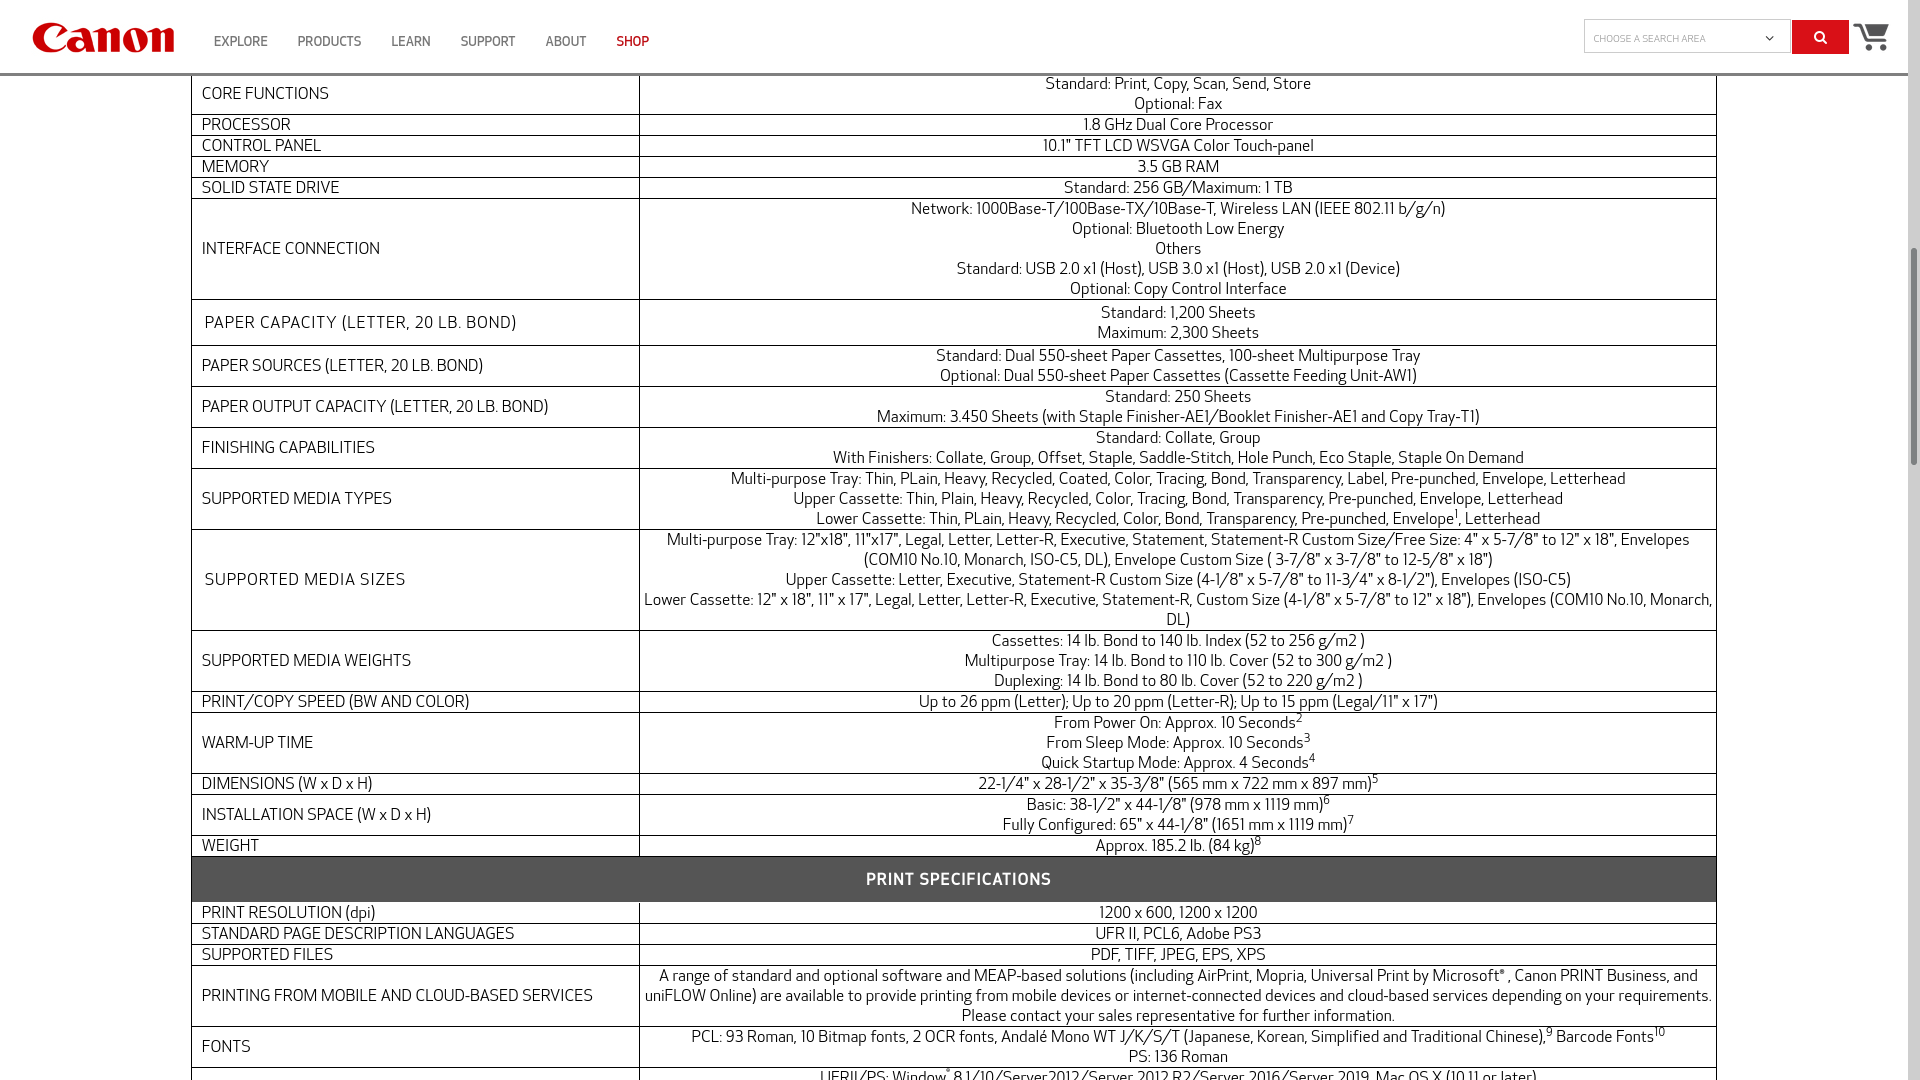 Canon
EXPLORE PRODUCTS LEARN SUPPORT ABOUT SHOP
CHOOSE A SEARCH AREA
CORE FUNCTIONS
Standard: Print, Copy, Scan, Send, Store
Optional: Fax
PROCESSOR
1.8 GHz Dual Core Processor
CONTROL PANEL
10.1" TFT LCD WSVGA Color Touch-panel
MEMORY
3.5 GB RAM
SOLID STATE DRIVE
Standard: 256 GB/Maximum: 1 TB
INTERFACE CONNECTION
Network: 1000Base-T/100Base-TX/10Base-T, Wireless LAN (IEEE 802.11 b/g/n)
Optional: Bluetooth Low Energy
Others
Standard: USB 2.0 x1 (Host), USB 3.0 x1 (Host), USB 2.0 x1 (Device)
Optional: Copy Control Interface
PAPER CAPACITY (LETTER, 20 LB. BOND)
Standard: 1,200 Sheets
Maximum: 2,300 Sheets
PAPER SOURCES (LETTER, 20 LB. BOND)
Standard: Dual 550-sheet Paper Cassettes, 100-sheet Multipurpose Tray
Optional: Dual 550-sheet Paper Cassettes (Cassette Feeding Unit-AW1)
PAPER OUTPUT CAPACITY (LETTER, 20 LB. BOND)
Standard: 250 Sheets
Maximum: 3.450 Sheets (with Staple Finisher-AE1/Booklet Finisher-AE1 and Copy Tray-T1)
FINISHING CAPABILITIES
Standard: Collate, Group
With Finishers: Collate, Group, Offset, Staple, Saddle-Stitch, Hole Punch, Eco Staple, Staple On Demand
SUPPORTED MEDIA TYPES
Multi-purpose Tray: Thin, PLain, Heavy, Recycled, Coated, Color, Tracing, Bond, Transparency, Label, Pre-punched, Envelope, Letterhead
Upper Cassette: Thin, Plain, Heavy, Recycled, Color, Tracing, Bond, Transparency, Pre-punched, Envelope, Letterhead
Lower Cassette: Thin, PLain, Heavy, Recycled, Color, Bond, Transparency, Pre-punched, Envelope1, Letterhead
SUPPORTED MEDIA SIZES
Multi-purpose Tray: 12"x18", 11"x17", Legal, Letter, Letter-R, Executive, Statement, Statement-R Custom Size/Free Size: 4" x 5-7/8" to 12" x 18", Envelopes
(COM10 No.10, Monarch, ISO-C5, DL), Envelope Custom Size ( 3-7/8" x 3-7/8" to 12-5/8" x 18")
Upper Cassette: Letter, Executive, Statement-R Custom Size (4-1/8" x 5-7/8" to 11-3/4" x 8-1/2"), Envelopes (ISO-C5)
Lower Cassette: 12" x 18", 11" x 17", Legal, Letter, Letter-R, Executive, Statement-R, Custom Size (4-1/8" x 5-7/8" to 12" x 18"), Envelopes (COM10 No.10, Monarch,
DL)
SUPPORTED MEDIA WEIGHTS
Cassettes: 14 lb. Bond to 140 lb. Index (52 to 256 g/m2 )
Multipurpose Tray: 14 lb. Bond to 110 lb. Cover (52 to 300 g/m2 )
Duplexing: 14 lb. Bond to 80 lb. Cover (52 to 220 g/m2 )
PRINT/COPY SPEED (BW AND COLOR)
Up to 26 ppm (Letter); Up to 20 ppm (Letter-R); Up to 15 ppm (Legal/11" x 17")
WARM-UP TIME
From Power On: Approx. 10 Seconds2
From Sleep Mode: Approx. 10 Seconds3
Quick Startup Mode: Approx. 4 Seconds4
DIMENSIONS (W x D x H)
22-1/4" x 28-1/2" x 35-3/8" (565 mm x 722 mm x 897 mm)5
INSTALLATION SPACE (W x D x H)
Basic: 38-1/2" x 44-1/8" (978 mm x 1119 mm)6
Fully Configured: 65" x 44-1/8" (1651 mm x 1119 mm)7
WEIGHT
Approx. 185.2 lb. (84 kg)8
PRINT SPECIFICATIONS
PRINT RESOLUTION (dpi)
1200 x 600, 1200 x 1200
STANDARD PAGE DESCRIPTION LANGUAGES
UFR II, PCL6, Adobe PS3
SUPPORTED FILES
PDF, TIFF, JPEG, EPS, XPS
PRINTING FROM MOBILE AND CLOUD-BASED SERVICES
A range of standard and optional software and MEAP-based solutions (including AirPrint, Mopria, Universal Print by Microsoft® , Canon PRINT Business, and
uniFLOW Online) are available to provide printing from mobile devices or internet-connected devices and cloud-based services depending on your requirements.
Please contact your sales representative for further information.
FONTS
PCL: 93 Roman, 10 Bitmap fonts, 2 OCR fonts, Andalé Mono WT J/K/S/T (Japanese, Korean, Simplified and Traditional Chinese),9 Barcode Fonts10
PS: 136 Roman
UFRII/PS: Window® 8.1/10/Server2012/Server 2012 R2/Server 2016/Server 2019, Mac OS X (10.11 or later)